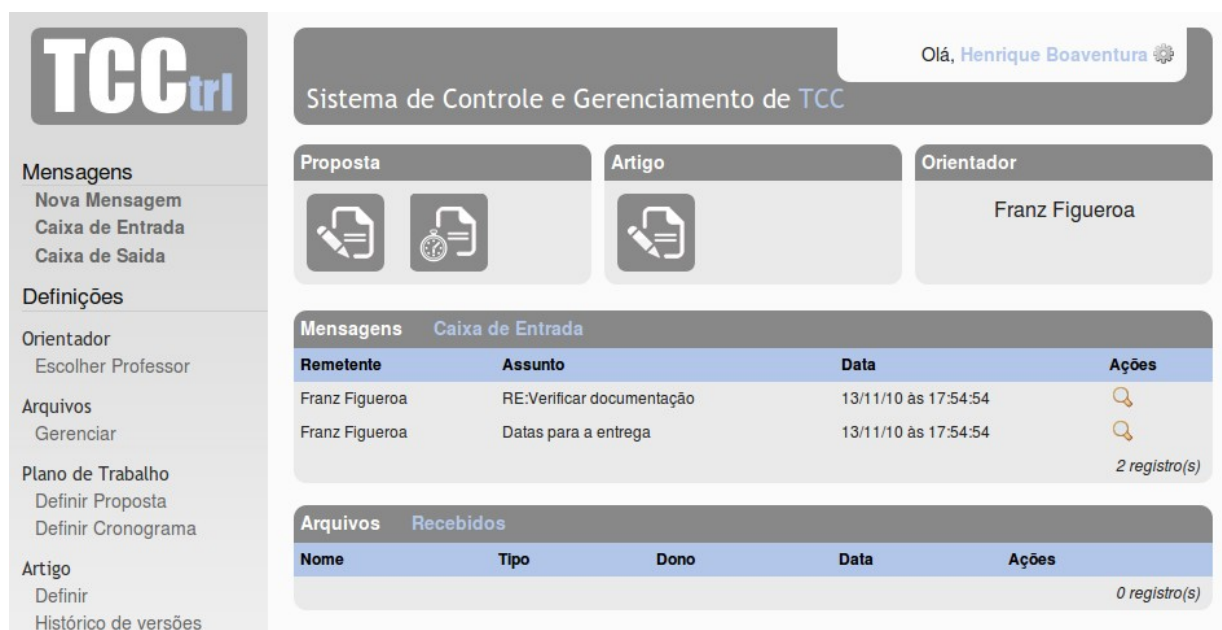 TCCtrl
Mensagens
Nova Mensagem
Caixa de Entrada
Caixa de Saida
Definições
Orientador
Escolher Professor
Arquivos
Gerenciar
Plano de Trabalho
Definir Proposta
Definir Cronograma
Artigo
Definir
Histórico de versões
Olá, Henrique Boaventura
Sistema de Controle e Gerenciamento de TCC
Proposta
Artigo
Orientador
Franz Figueroa
Mensagens Caixa de Entrada
Remetente Assunto Data Ações
Franz Figueroa RE:Verificar documentação 13/11/10 às 17:54:54
Franz Figueroa Datas para a entrega 13/11/10 às 17:54:54
2 registro(s)
Arquivos Recebidos
Nome Tipo Dono Data Ações
0 registro(s)